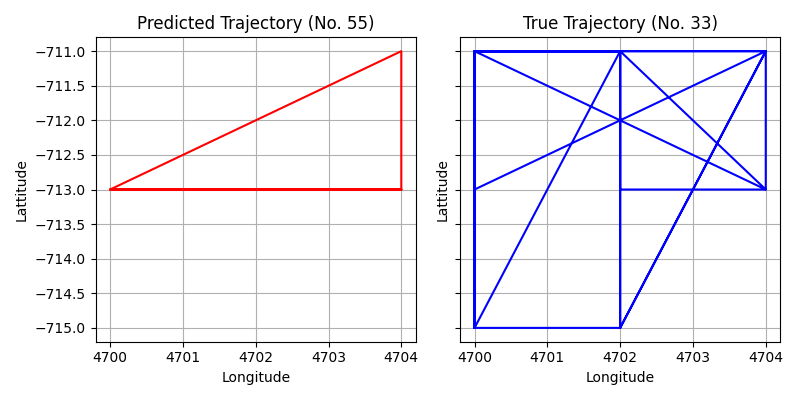 Predicted Trajectory (No. 55)
True Trajectory (No. 33)
−711.0
−711.5
−712.0
−712.5
−713.0
−713.5
−714.0
−714.5
−715.0
Lattitude
Lattitude
4700 4701 4702 4703 4704
4700 4701 4702 4703 4704
Longitude
Longitude